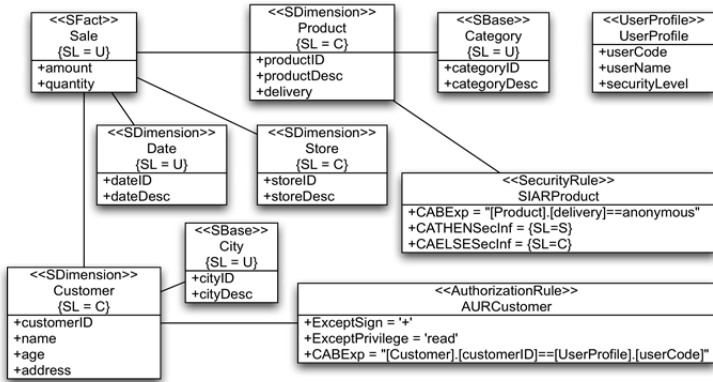 <<SFact>>
Sale
{SL = U}
+amount
+quantity
<<SDimension>>
Product
{SL = C}
+productID
+productDesc
+delivery
<<SBase>>
Category
{SL = U}
+categoryID
+categoryDesc
<<UserProfile>>
UserProfile
+userCode
+userName
+securityLevel
<<SDimension>>
Date
{SL = U}
+dateID
+dateDesc
<<SDimension>>
Store
{SL = C}
+storeID
+storeDesc
<<SecurityRule>>
SIARProduct
+CABExp = "[Product].[delivery]==anonymous"
+CATHENSecInf = {SL=S}
+CAELSESecInf = {SL=C}
<<SBase>>
City
{SL = U}
+cityID
+cityDesc
<<SDimension>>
Customer
{SL = C}
+customerID
+name
+age
+address
<<AuthorizationRule>>
AURCustomer
+ExceptSign = '+'
+ExceptPrivilege = 'read'
+CABExp = "[Customer].[customerID]==[UserProfile].[userCode]"